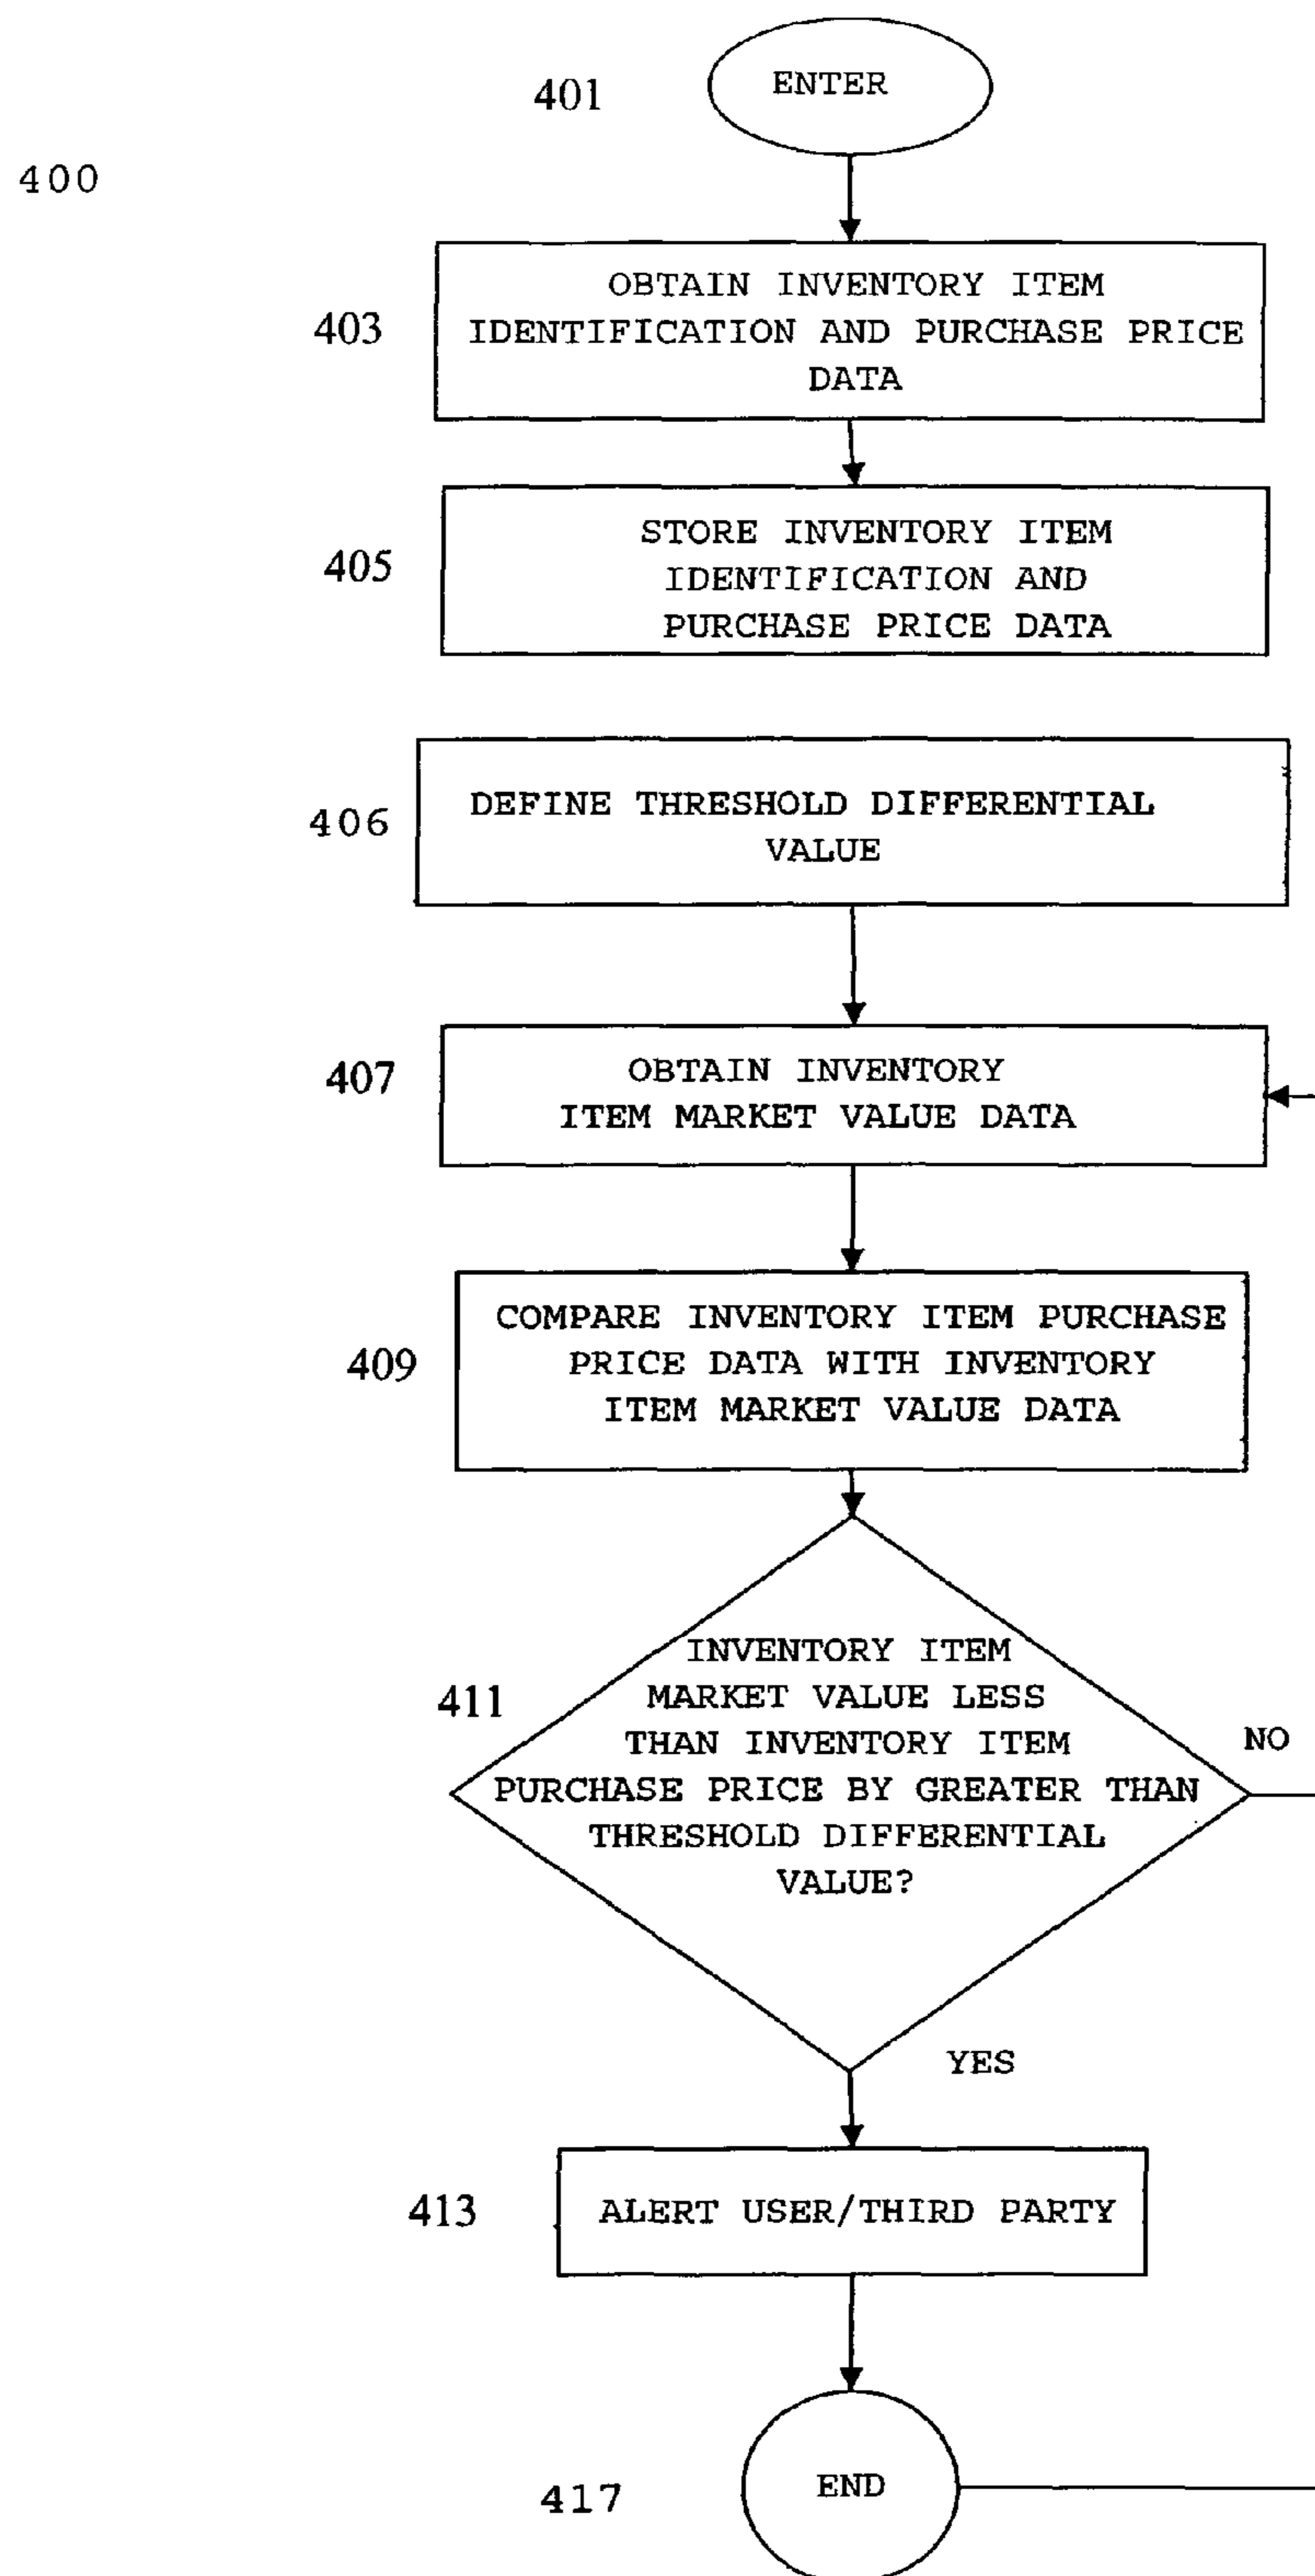 401
ENTER
400
403
OBTAIN INVENTORY ITEM
IDENTIFICATION AND PURCHASE PRICE
DATA
405
STORE INVENTORY ITEM
IDENTIFICATION AND
PURCHASE PRICE DATA
406
DEFINE THRESHOLD DIFFERENTIAL
VALUE
407
OBTAIN INVENTORY
ITEM MARKET VALUE DATA
409
COMPARE INVENTORY ITEM PURCHASE
PRICE DATA WITH INVENTORY
ITEM MARKET VALUE DATA
411
INVENTORY ITEM
MARKET VALUE LESS
THAN INVENTORY ITEM
PURCHASE PRICE BY GREATER THAN
THRESHOLD DIFFERENTIAL
VALUE?
NO
YES
413
ALERT USER/THIRD PARTY
417
END